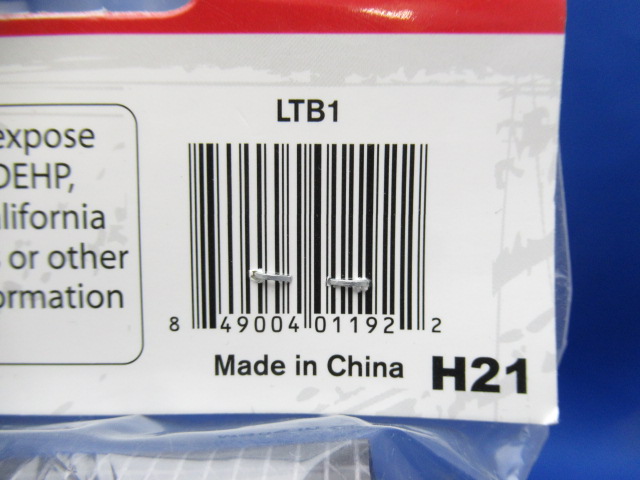 LTB1
expose
DEHP,
alifornia
or other
ormation
8 49004 01192 2
Made in China H21